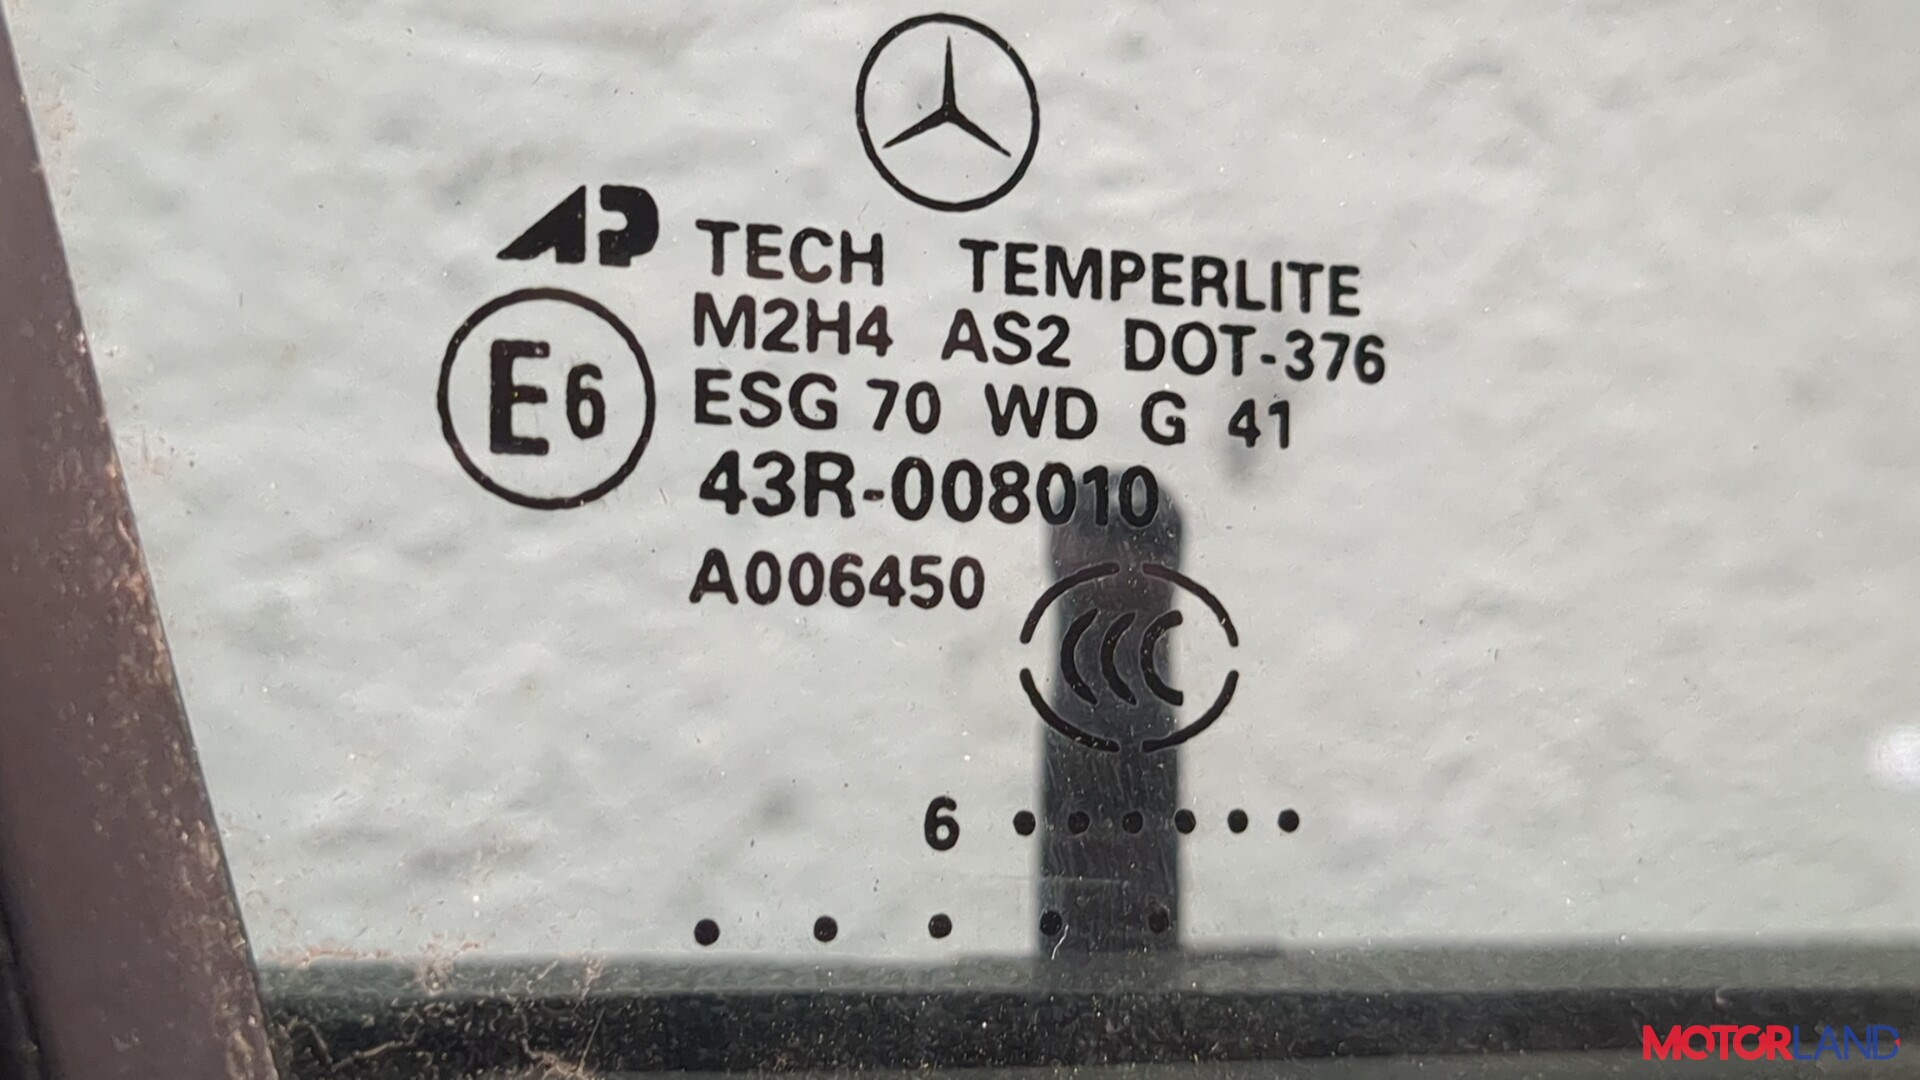 AP TECH TEMPERLITE
M2H4 AS2 DOT-376
E6
ESG 70 WD G 41
43R-008010
A006450
CCC
6 • • • • • •
• • • • •
MOTORLAND